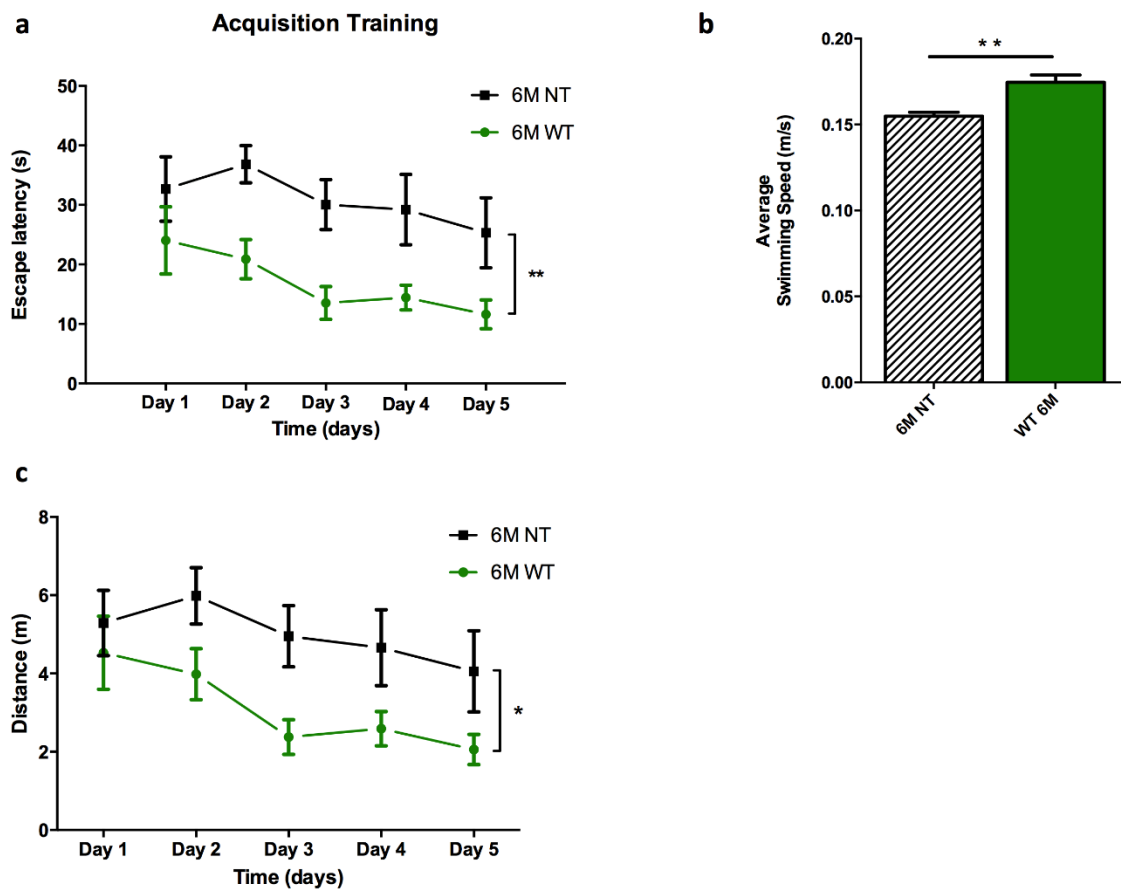 a
Acquisition Training
50
40
30
20
10
0
Escape latency (s)
6M NT
6M WT
**
Day 1 Day 2 Day 3 Day 4 Day 5
Time (days)
b
0.20
0.15
0.10
0.05
0.00
Average
Swimming Speed (m/s)
* *
6M NT
WT 6M
c
8
6
4
2
0
Distance (m)
6M NT
6M WT
*
Day 1 Day 2 Day 3 Day 4 Day 5
Time (days)